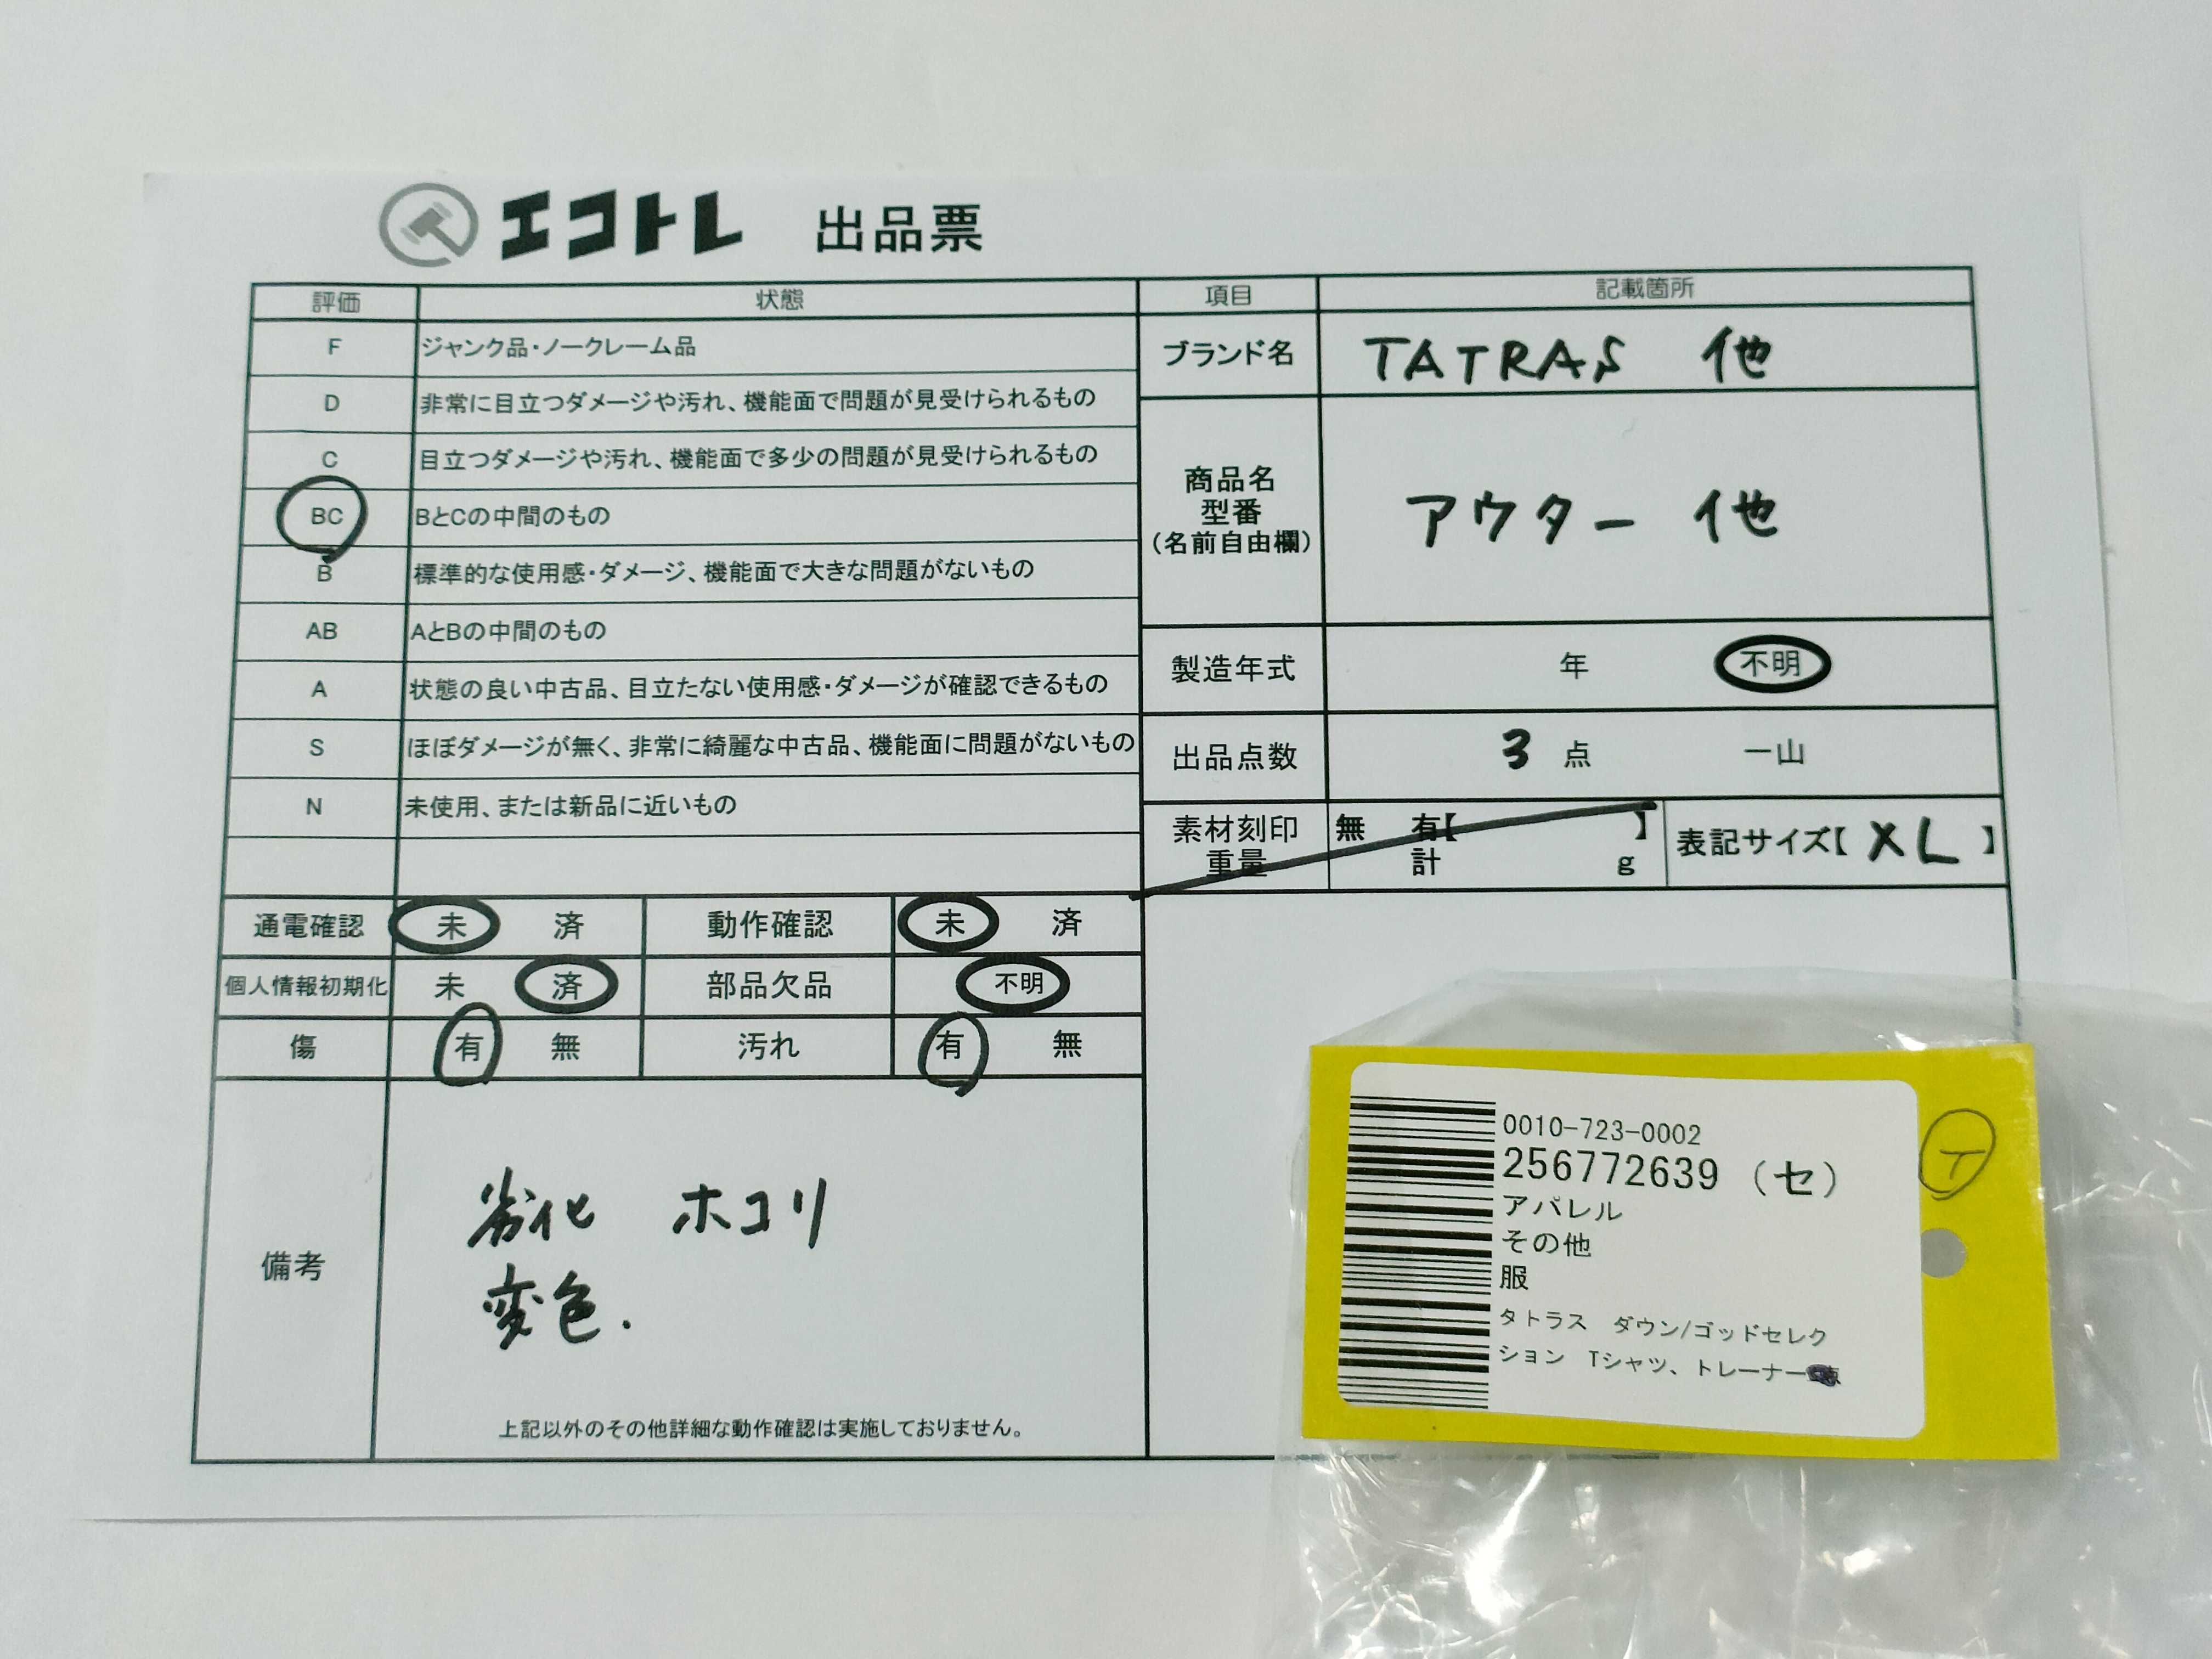 エコトレ 出品票
評価 状態
F ジャンク品・ノークレーム品
D 非常に目立つダメージや汚れ、機能面で問題が見受けられるもの
C 目立つダメージや汚れ、機能面で多少の問題が見受けられるもの
BC BとCの中間のもの
B 標準的な使用感・ダメージ、機能面で大きな問題がないもの
AB AとBの中間のもの
A 状態の良い中古品、目立たない使用感・ダメージが確認できるもの
S ほぼダメージが無く、非常に綺麗な中古品、機能面に問題がないもの
N 未使用、または新品に近いもの
項目 記載箇所
ブランド名 TATRAS 他
商品名
型番
(名前自由欄)
アウター 他
製造年式 年 不明
出品点数 3 点 一山
素材刻印 無 有【 】
重量 計 g
表記サイズ【 XL 】
通電確認 未 済 動作確認 未 済
個人情報初期化 未 済 部品欠品 不明
傷 有 無 汚れ 有 無
備考
劣化 ホコリ
変色.
上記以外のその他詳細な動作確認は実施しておりません。
0010-723-0002
256772639 (セ)
アパレル
その他
服
タトラス ダウン/ゴッドセレク
ション Tシャツ、トレーナー
T